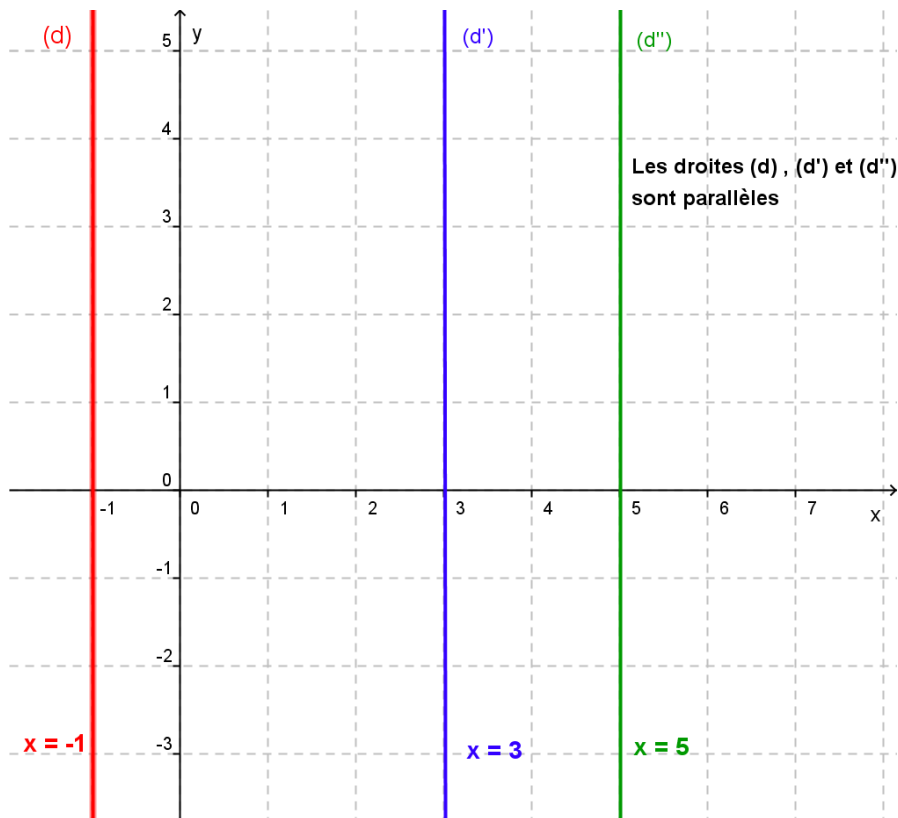 (d)
y
(d')
(d'')
5
4
Les droites (d) , (d') et (d'')
sont parallèles
3
2
1
0
-1 0 1 2 3 4 5 6 7
x
-1
-2
-3
x = -1
x = 3
x = 5